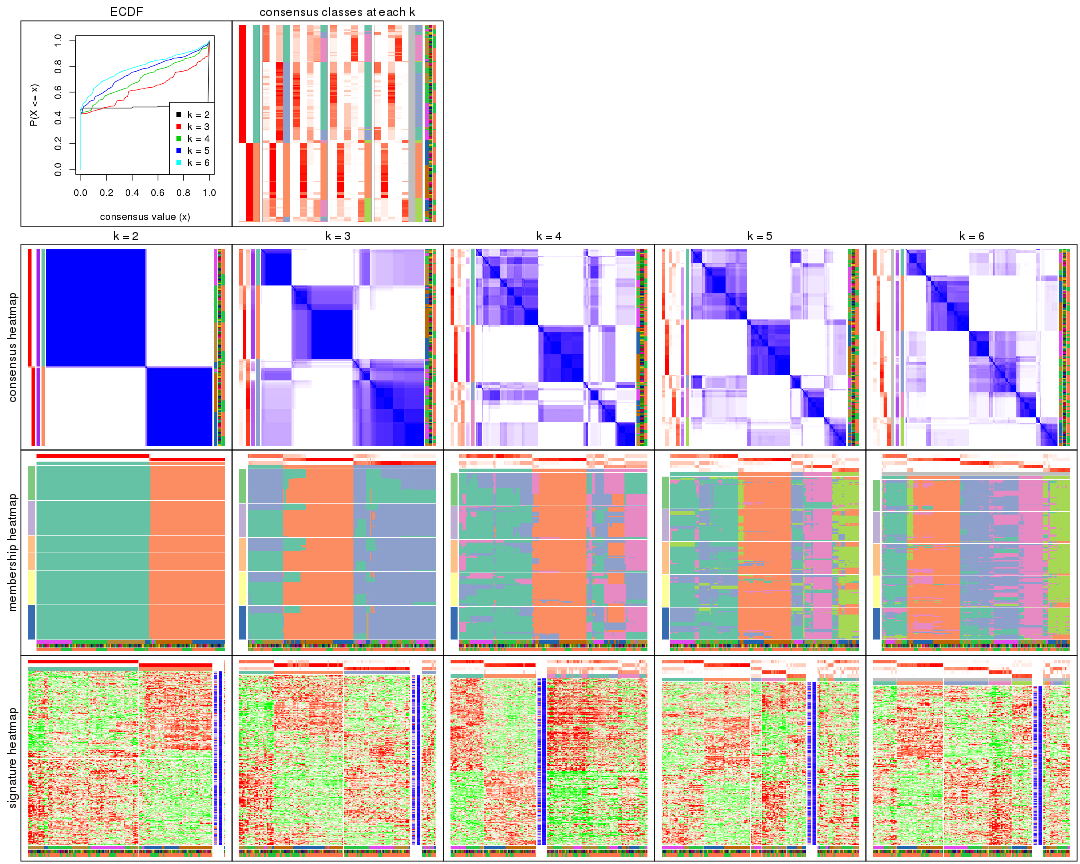 ECDF
consensus classes at each k
P(X <= x)
0.0 0.2 0.4 0.6 0.8 1.0
k = 2
k = 3
k = 4
k = 5
k = 6
0.0 0.2 0.4 0.6 0.8 1.0
consensus value (x)
k = 2
k = 3
k = 4
k = 5
k = 6
consensus heatmap
membership heatmap
signature heatmap